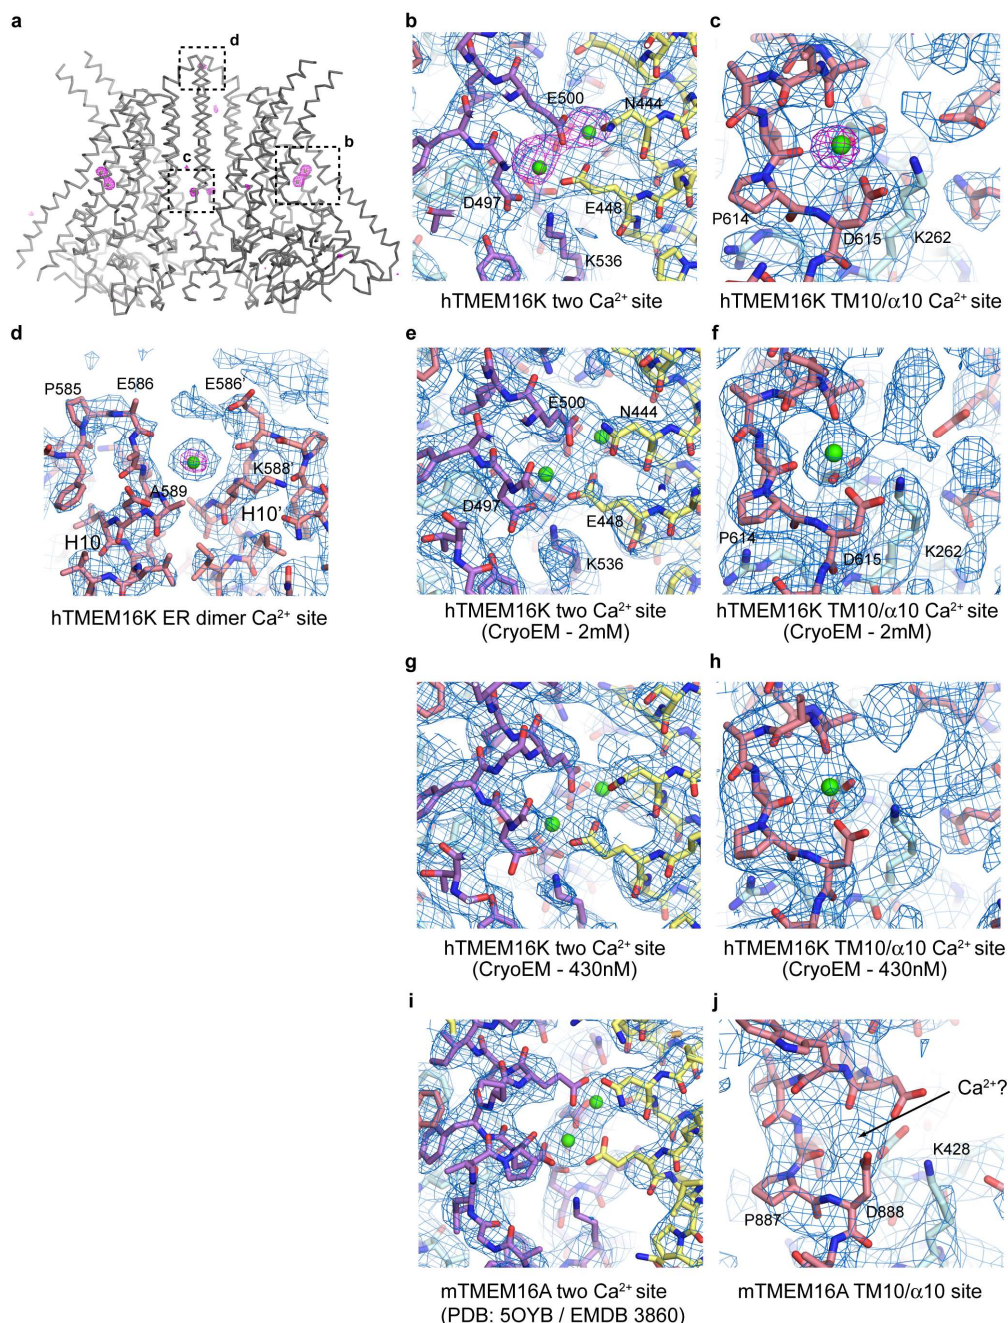 a
d
c
b
b
E500
N444
D497
E448
K536
hTMEM16K two Ca²⁺ site
c
P614
D615
K262
hTMEM16K TM10/α10 Ca²⁺ site
d
P585
E586
E586'
K588'
A589
H10
H10'
hTMEM16K ER dimer Ca²⁺ site
e
E500
N444
D497
E448
K536
hTMEM16K two Ca²⁺ site
(CryoEM - 2mM)
f
P614
D615
K262
hTMEM16K TM10/α10 Ca²⁺ site
(CryoEM - 2mM)
g
hTMEM16K two Ca²⁺ site
(CryoEM - 430nM)
h
hTMEM16K TM10/α10 Ca²⁺ site
(CryoEM - 430nM)
i
mTMEM16A two Ca²⁺ site
(PDB: 5OYB / EMDB 3860)
j
Ca²⁺?
K428
P887
D888
mTMEM16A TM10/α10 site